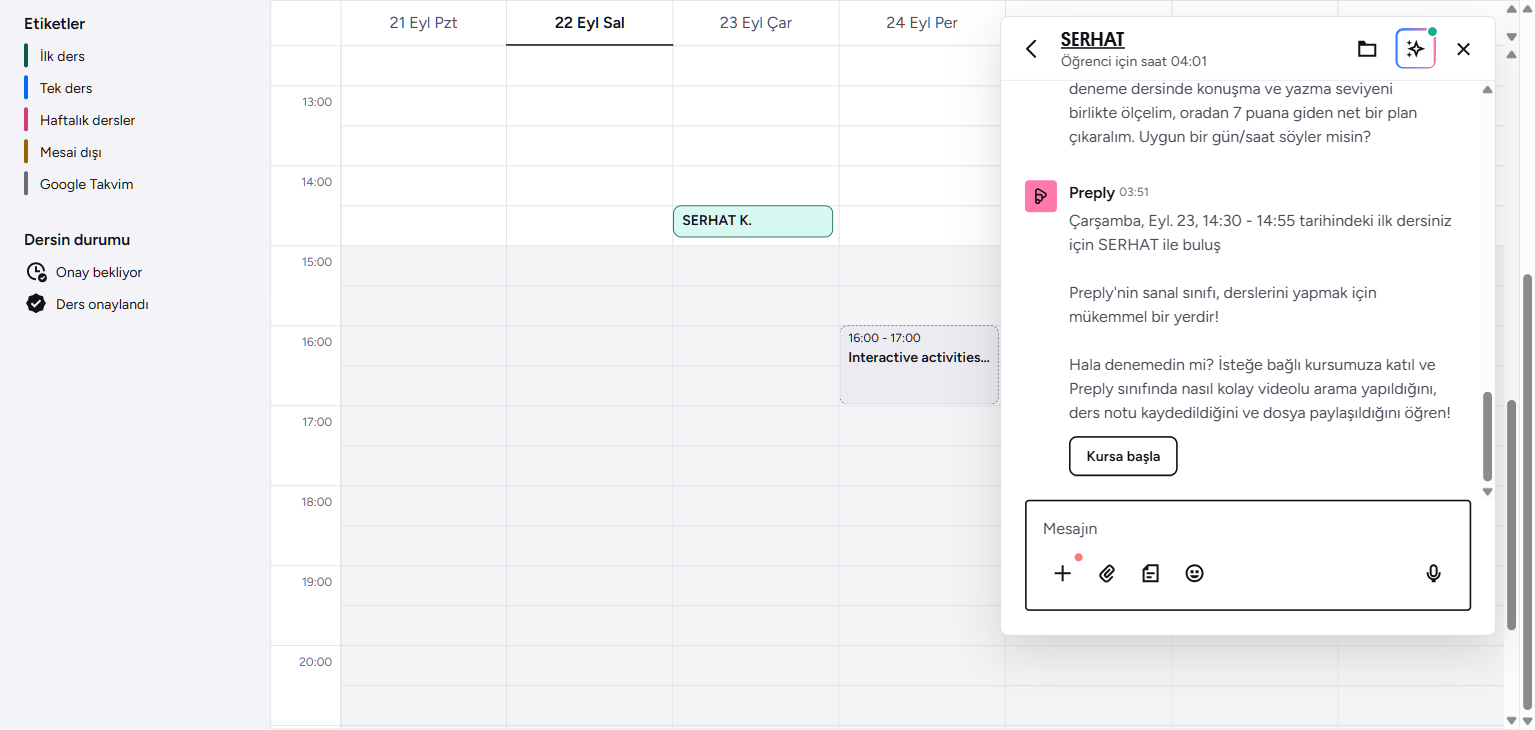 Etiketler
İlk ders
Tek ders
Haftalık dersler
Mesai dışı
Google Takvim
Dersin durumu
Onay bekliyor
Ders onaylandı
21 Eyl Pzt
22 Eyl Sal
23 Eyl Çar
24 Eyl Per
13:00
14:00
SERHAT K.
15:00
16:00
16:00 - 17:00
Interactive activities...
17:00
18:00
19:00
20:00
SERHAT
Öğrenci için saat 04:01
deneme dersinde konuşma ve yazma seviyeni
birlikte ölçelim, oradan 7 puana giden net bir plan
çıkaralım. Uygun bir gün/saat söyler misin?
Preply 03:51
Çarşamba, Eyl. 23, 14:30 - 14:55 tarihindeki ilk dersiniz
için SERHAT ile buluş
Preply'nin sanal sınıfı, derslerini yapmak için
mükemmel bir yerdir!
Hala denemedin mi? İsteğe bağlı kursumuza katıl ve
Preply sınıfında nasıl kolay videolu arama yapıldığını,
ders notu kaydedildiğini ve dosya paylaşıldığını öğren!
Kursa başla
Mesajın